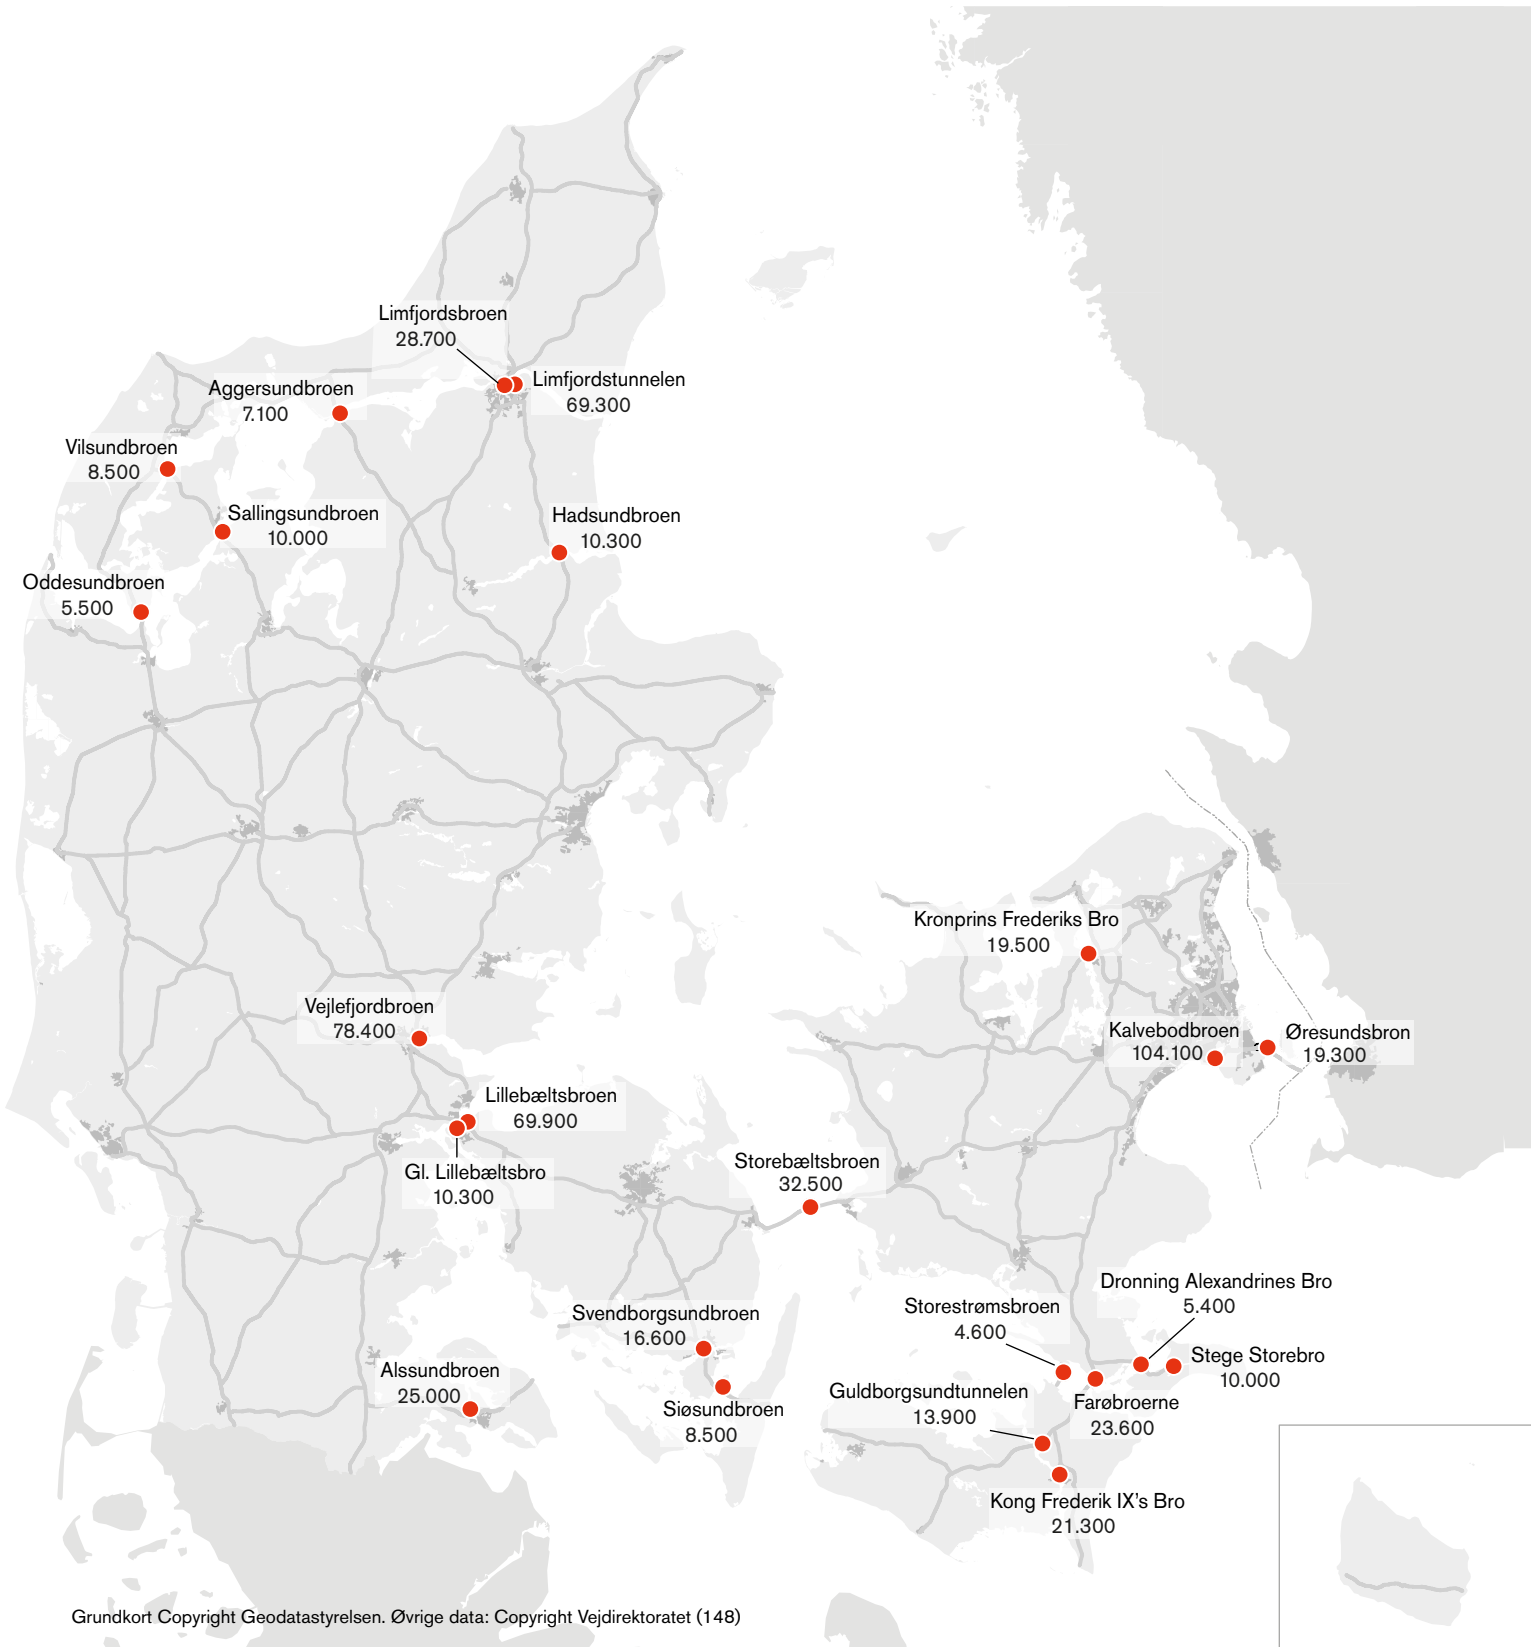 Limfjordsbroen
28.700
Limfjordstunnelen
69.300
Aggersundbroen
7.100
Vilsundbroen
8.500
Sallingsundbroen
10.000
Hadsundbroen
10.300
Oddesundbroen
5.500
Kronprins Frederiks Bro
19.500
Vejlefjordbroen
78.400
Kalvebodbroen
104.100
Øresundsbron
19.300
Lillebæltsbroen
69.900
Gl. Lillebæltsbro
10.300
Storebæltsbroen
32.500
Dronning Alexandrines Bro
5.400
Storestrømsbroen
4.600
Svendborgsundbroen
16.600
Stege Storebro
10.000
Alssundbroen
25.000
Guldborgsundtunnelen
13.900
Farøbroerne
23.600
Siøsundbroen
8.500
Kong Frederik IX's Bro
21.300
Grundkort Copyright Geodatastyrelsen. Øvrige data: Copyright Vejdirektoratet (148)